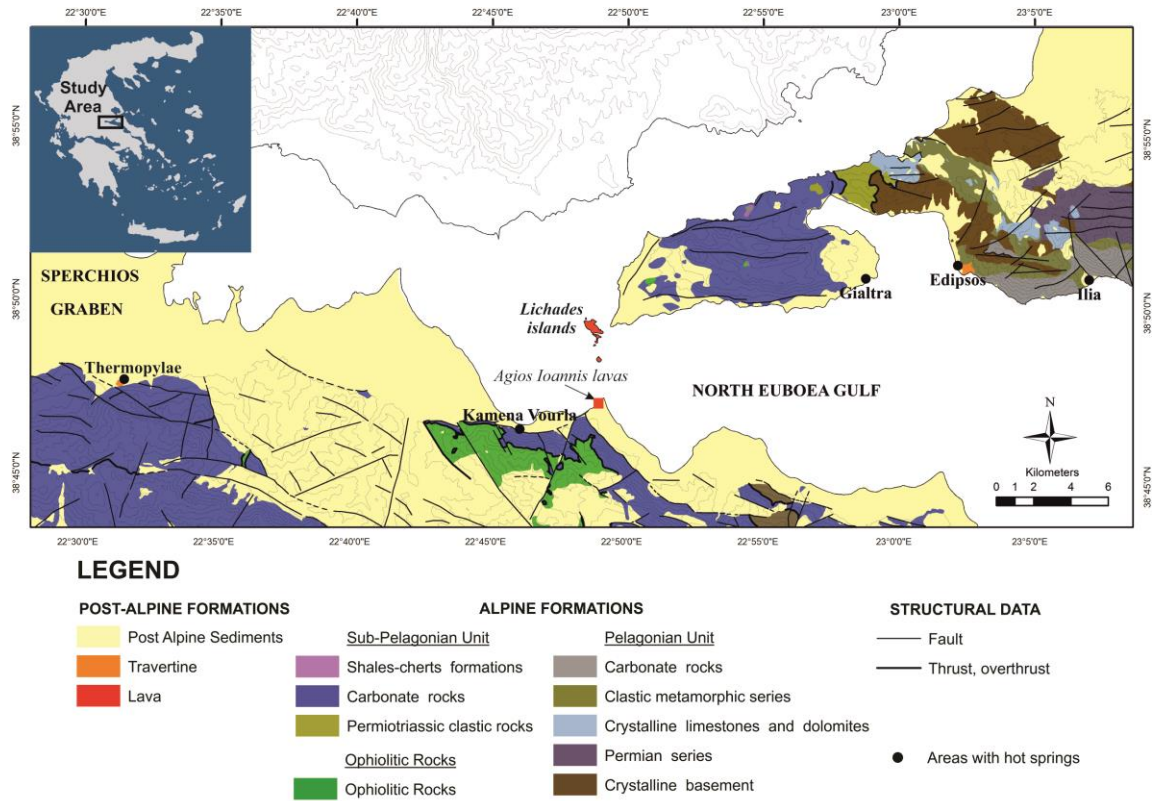 22°30'0"E 22°35'0"E 22°40'0"E 22°45'0"E 22°50'0"E 22°55'0"E 23°0'0"E 23°5'0"E
Study
Area
38°55'0"N
38°55'0"N
SPERCHIOS
GRABEN
38°50'0"N
38°50'0"N
Edipsos
Gialtra
Ilia
Lichades
islands
Thermopylae
Agios Ioannis lavas
NORTH EUBOEA GULF
Kamena Vourla
N
38°45'0"N
38°45'0"N
Kilometers
0 1 2 4 6
22°30'0"E 22°35'0"E 22°40'0"E 22°45'0"E 22°50'0"E 22°55'0"E 23°0'0"E 23°5'0"E
LEGEND
POST-ALPINE FORMATIONS
Post Alpine Sediments
Travertine
Lava
ALPINE FORMATIONS
Sub-Pelagonian Unit
Shales-cherts formations
Carbonate rocks
Permiotriassic clastic rocks
Ophiolitic Rocks
Ophiolitic Rocks
Pelagonian Unit
Carbonate rocks
Clastic metamorphic series
Crystalline limestones and dolomites
Permian series
Crystalline basement
STRUCTURAL DATA
Fault
Thrust, overthrust
Areas with hot springs